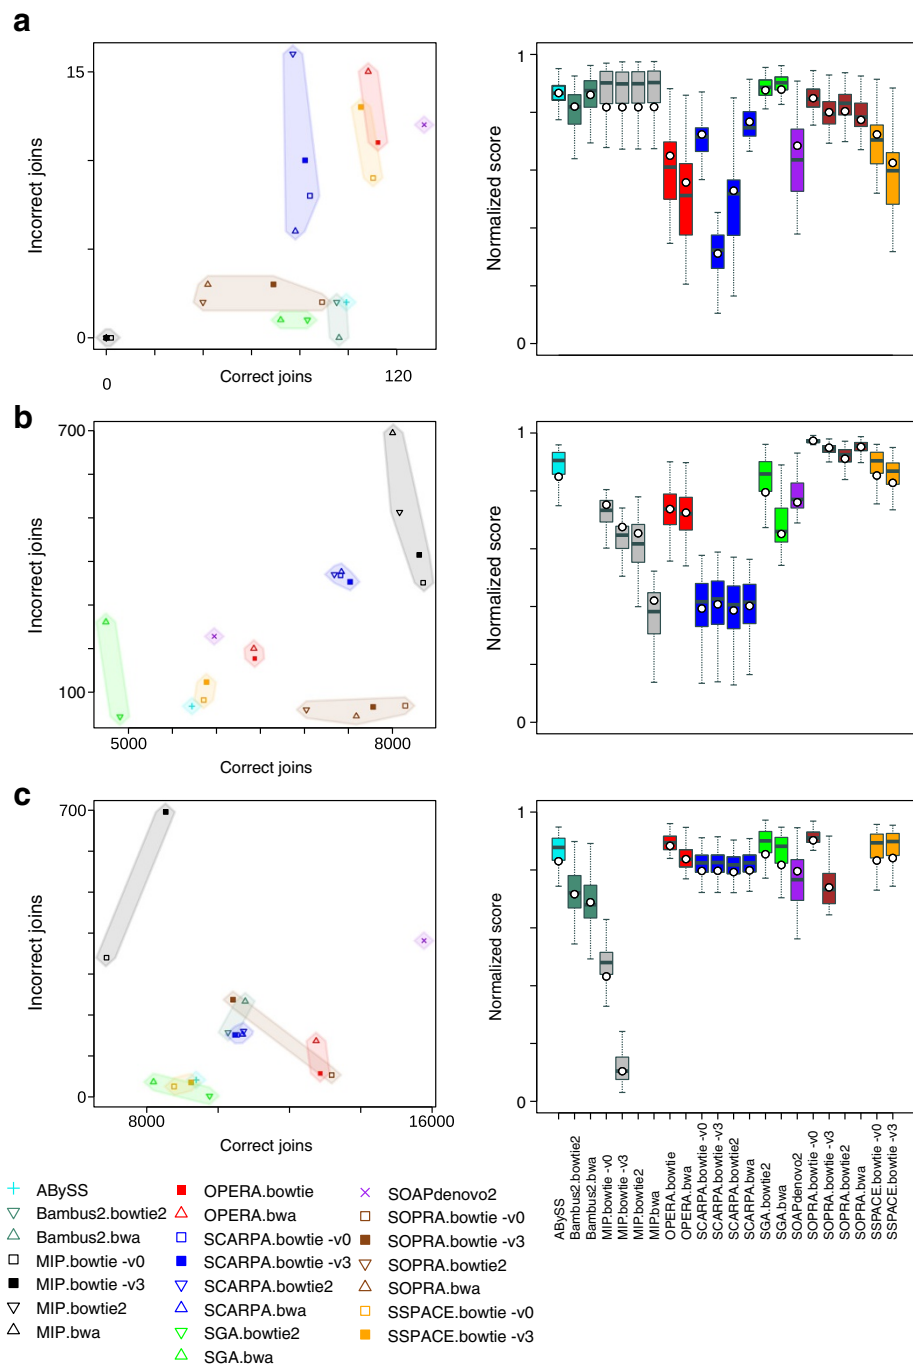 a
15
0
Incorrect joins
0
Correct joins
120
1
0
Normalized score
b
700
100
Incorrect joins
5000
8000
Correct joins
1
0
Normalized score
c
700
0
Incorrect joins
8000
16000
Correct joins
1
0
Normalized score
ABySS
Bambus2.bowtie2
Bambus2.bwa
MIP.bowtie -v0
MIP.bowtie -v3
MIP.bowtie2
MIP.bwa
OPERA.bowtie
OPERA.bwa
SCARPA.bowtie -v0
SCARPA.bowtie -v3
SCARPA.bowtie2
SCARPA.bwa
SGA.bowtie2
SGA.bwa
SOAPdenovo2
SOPRA.bowtie -v0
SOPRA.bowtie -v3
SOPRA.bowtie2
SOPRA.bwa
SSPACE.bowtie -v0
SSPACE.bowtie -v3
ABySS
Bambus2.bowtie2
Bambus2.bwa
MIP.bowtie -v0
MIP.bowtie -v3
MIP.bowtie2
MIP.bwa
OPERA.bowtie
OPERA.bwa
SCARPA.bowtie -v0
SCARPA.bowtie -v3
SCARPA.bowtie2
SCARPA.bwa
SGA.bowtie2
SGA.bwa
SOAPdenovo2
SOPRA.bowtie -v0
SOPRA.bowtie -v3
SOPRA.bowtie2
SOPRA.bwa
SSPACE.bowtie -v0
SSPACE.bowtie -v3